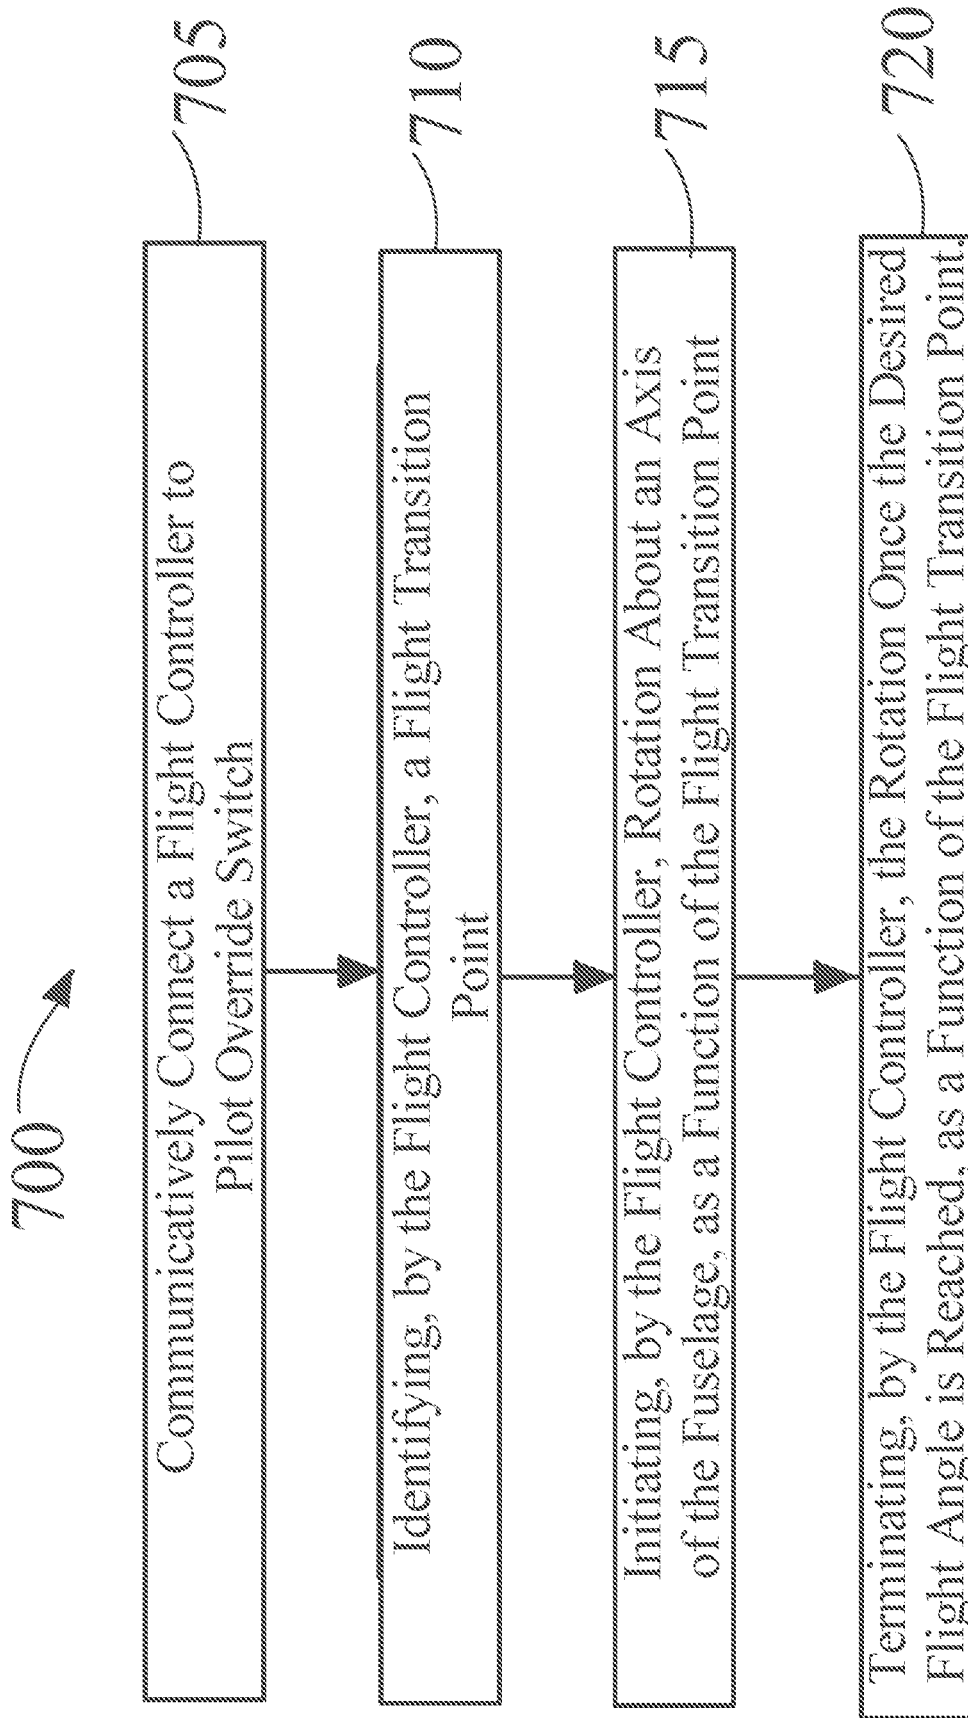 700
Communicatively Connect a Flight Controller to
Pilot Override Switch
705
Identifying, by the Flight Controller, a Flight Transition
Point
710
Initiating, by the Flight Controller, Rotation About an Axis
of the Fuselage, as a Function of the Flight Transition Point
715
Terminating, by the Flight Controller, the Rotation Once the Desired
Flight Angle is Reached, as a Function of the Flight Transition Point.
720